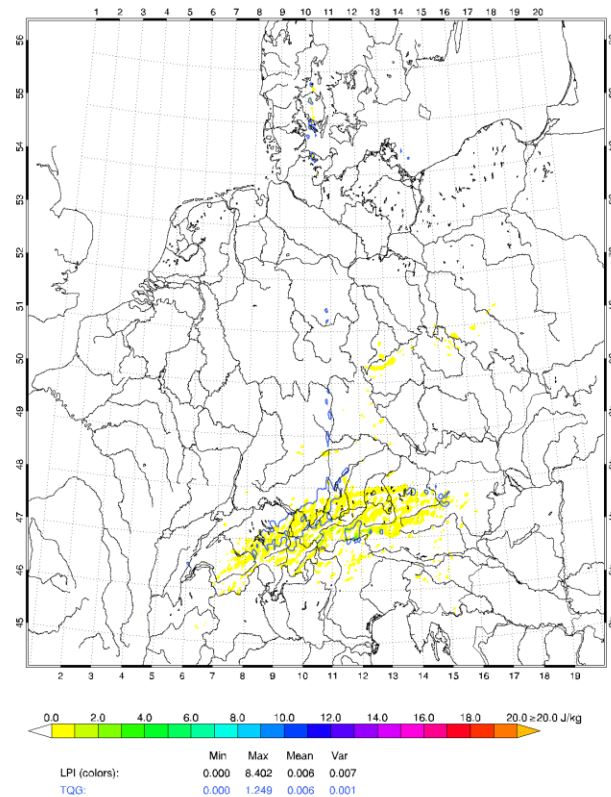 1 2 3 4 5 6 7 8 9 10 11 12 13 14 15 16 17 18 19 20
56
55
54
53
52
51
50
49
48
47
46
45
2 3 4 5 6 7 8 9 10 11 12 13 14 15 16 17 18 19
0.0 2.0 4.0 6.0 8.0 10.0 12.0 14.0 16.0 18.0 20.0 ≥20.0 J/kg
Min Max Mean Var
LPI (colors): 0.000 8.402 0.006 0.007
TQG: 0.000 1.249 0.006 0.001